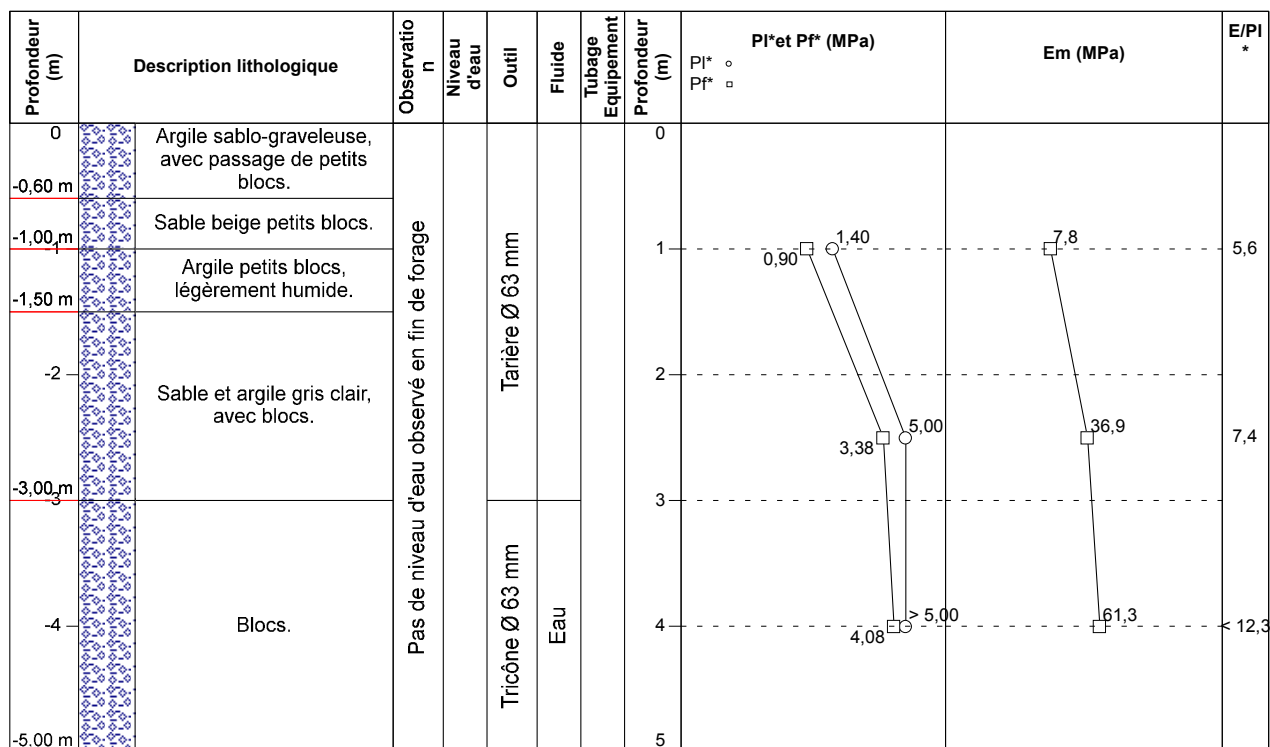 Profondeur
(m)
Description lithologique
Observatio
n
Niveau
d'eau
Outil
Fluide
Tubage
Equipement
Profondeur
(m)
Pl*et Pf* (MPa)
Pl*
Pf*
Em (MPa)
E/Pl
*
0
Argile sablo-graveleuse,
avec passage de petits
blocs.
-0,60 m
Sable beige petits blocs.
-1,00 m
-1
Argile petits blocs,
légèrement humide.
-1,50 m
-2
Sable et argile gris clair,
avec blocs.
-3,00 m
-3
Blocs.
-4
-5.00 m
Pas de niveau d'eau observé en fin de forage
Tarière Ø 63 mm
Tricône Ø 63 mm
Eau
0
1
0,90
1,40
7,8
5,6
2
3,38
5,00
36,9
7,4
3
4
4,08
> 5,00
61,3
< 12,3
5